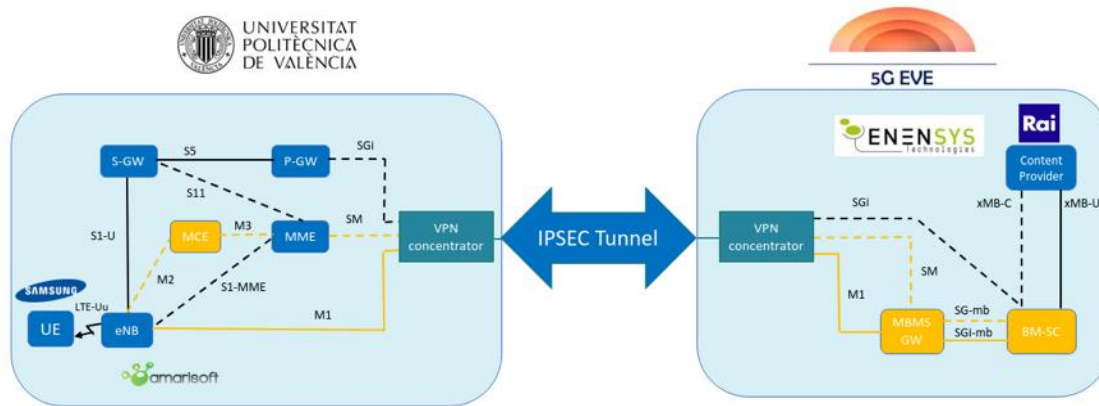 UNIVERSITAT
POLITÈCNICA
DE VALÈNCIA
5G EVE
S-GW
S5
P-GW
SGi
S11
S1-U
MCE
M3
MME
SM
VPN
concentrator
M2
S1-MME
SAMSUNG
LTE-Uu
UE
eNB
M1
amarisoft
IPSEC Tunnel
ENENSYS
Technologies
Rai
Content
Provider
xMB-C
xMB-U
SGi
VPN
concentrator
SM
M1
MBMS
GW
SG-mb
SGI-mb
BM-SC